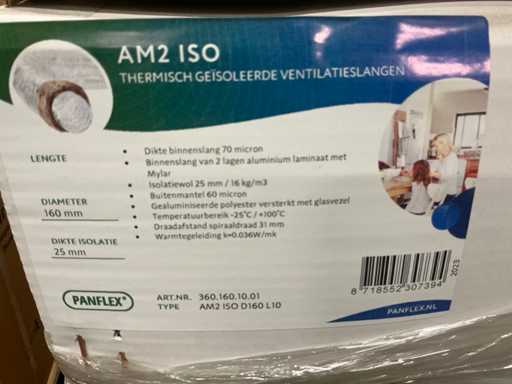 AM2 ISO
THERMISCH GEÏSOLEERDE VENTILATIESLANGEN
LENGTE
DIAMETER
160 mm
DIKTE ISOLATIE
25 mm
• Dikte binnenslang 70 micron
• Binnenslang van 2 lagen aluminium laminaat met
Mylar
• Isolatiewol 25 mm / 16 kg/m3
• Buitenmantel 60 micron
• Gealuminiseerde polyester versterkt met glasvezel
• Temperatuurbereik -25°C / +100°C
• Draadafstand spiraaldraad 31 mm
• Warmtegeleiding k=0.036W/mk
PANFLEX
ART.NR. 360.160.10.01
TYPE AM2 ISO D160 L10
8 718552 307394
2023
PANFLEX.NL